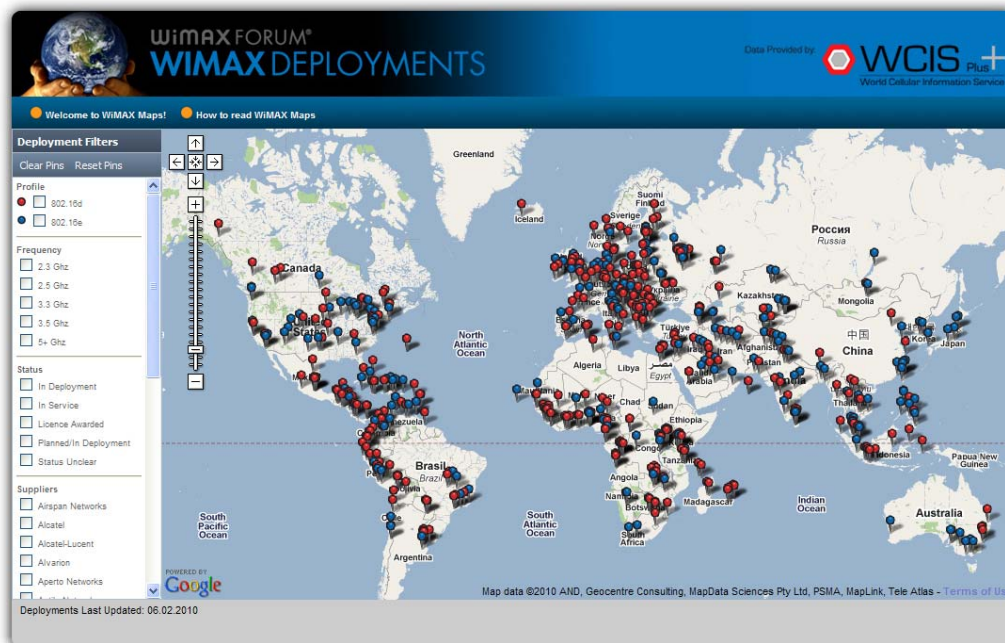 WiMAX FORUM®
WIMAX DEPLOYMENTS
Data Provided by:
WCIS Plus+
World Cellular Information Service
Welcome to WiMAX Maps!
How to read WiMAX Maps
Deployment Filters
Clear Pins Reset Pins
Profile
802.16d
802.16e
Frequency
2.3 Ghz
2.5 Ghz
3.3 Ghz
3.5 Ghz
5+ Ghz
Status
In Deployment
In Service
Licence Awarded
Planned/In Deployment
Status Unclear
Suppliers
Airspan Networks
Alcatel
Alcatel-Lucent
Alvarion
Aperto Networks
Greenland
Iceland
Sverige
Россия
Russia
Canada
Mongolia
中国
China
Japan
North
Atlantic
Ocean
Algeria
Libya
مصر
Egypt
Chad
Sudan
Ethiopia
Congo
Tanzania
Angola
Madagascar
Brasil
Brazil
Argentina
South
Pacific
Ocean
South
Atlantic
Ocean
South
Africa
Indian
Ocean
Papua New
Guinea
Australia
POWERED BY
Google
Map data ©2010 AND, Geocentre Consulting, MapData Sciences Pty Ltd, PSMA, MapLink, Tele Atlas - Terms of Us
Deployments Last Updated: 06.02.2010